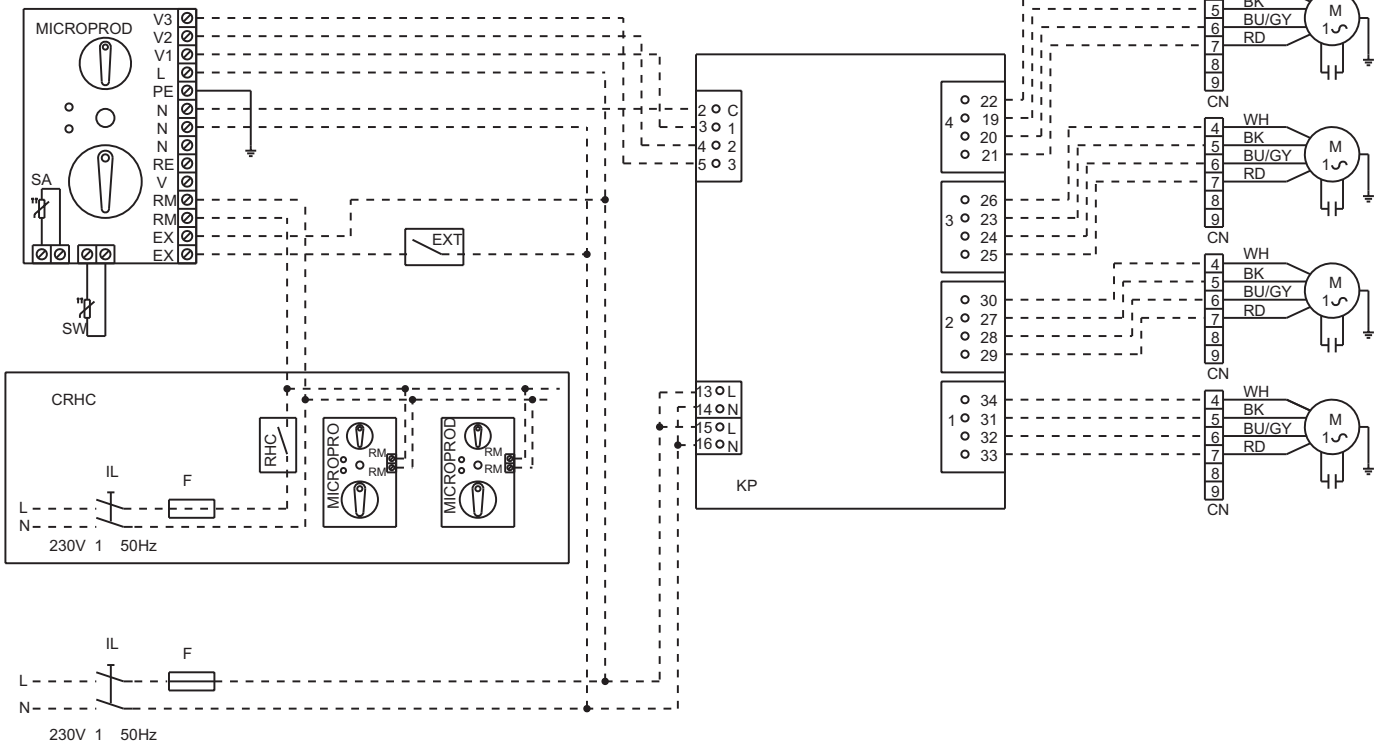 MICROPROD
V3
V2
V1
L
PE
N
N
N
RE
V
RM
RM
EX
EX
SA
SW
EXT
2 C
3 1
4 2
5 3
13 L
14 N
15 L
16 N
KP
4
22
19
20
21
3
26
23
24
25
2
30
27
28
29
1
34
31
32
33
5 BK
6 BU/GY
7 RD
8
9
CN
M
1
4 WH
5 BK
6 BU/GY
7 RD
8
9
CN
M
1
4 WH
5 BK
6 BU/GY
7 RD
8
9
CN
M
1
4 WH
5 BK
6 BU/GY
7 RD
8
9
CN
M
1
CRHC
RHC
MICROPRO
RM
RM
MICROPROD
RM
RM
IL
F
L
N
230V 1 50Hz
IL
F
L
N
230V 1 50Hz